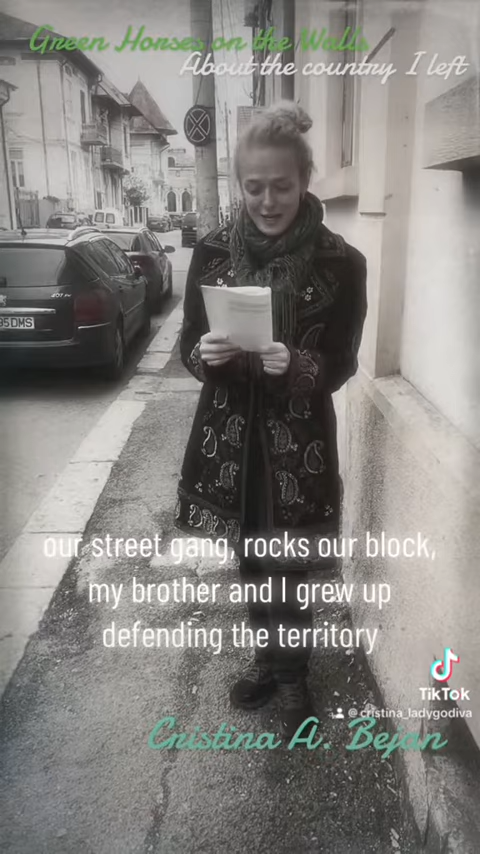 Green Horses on the Walls
About the country I left
our street gang, rocks our block,
my brother and I grew up
defending the territory
TikTok
@cristina_ladygodiva
Cristina A. Bejan